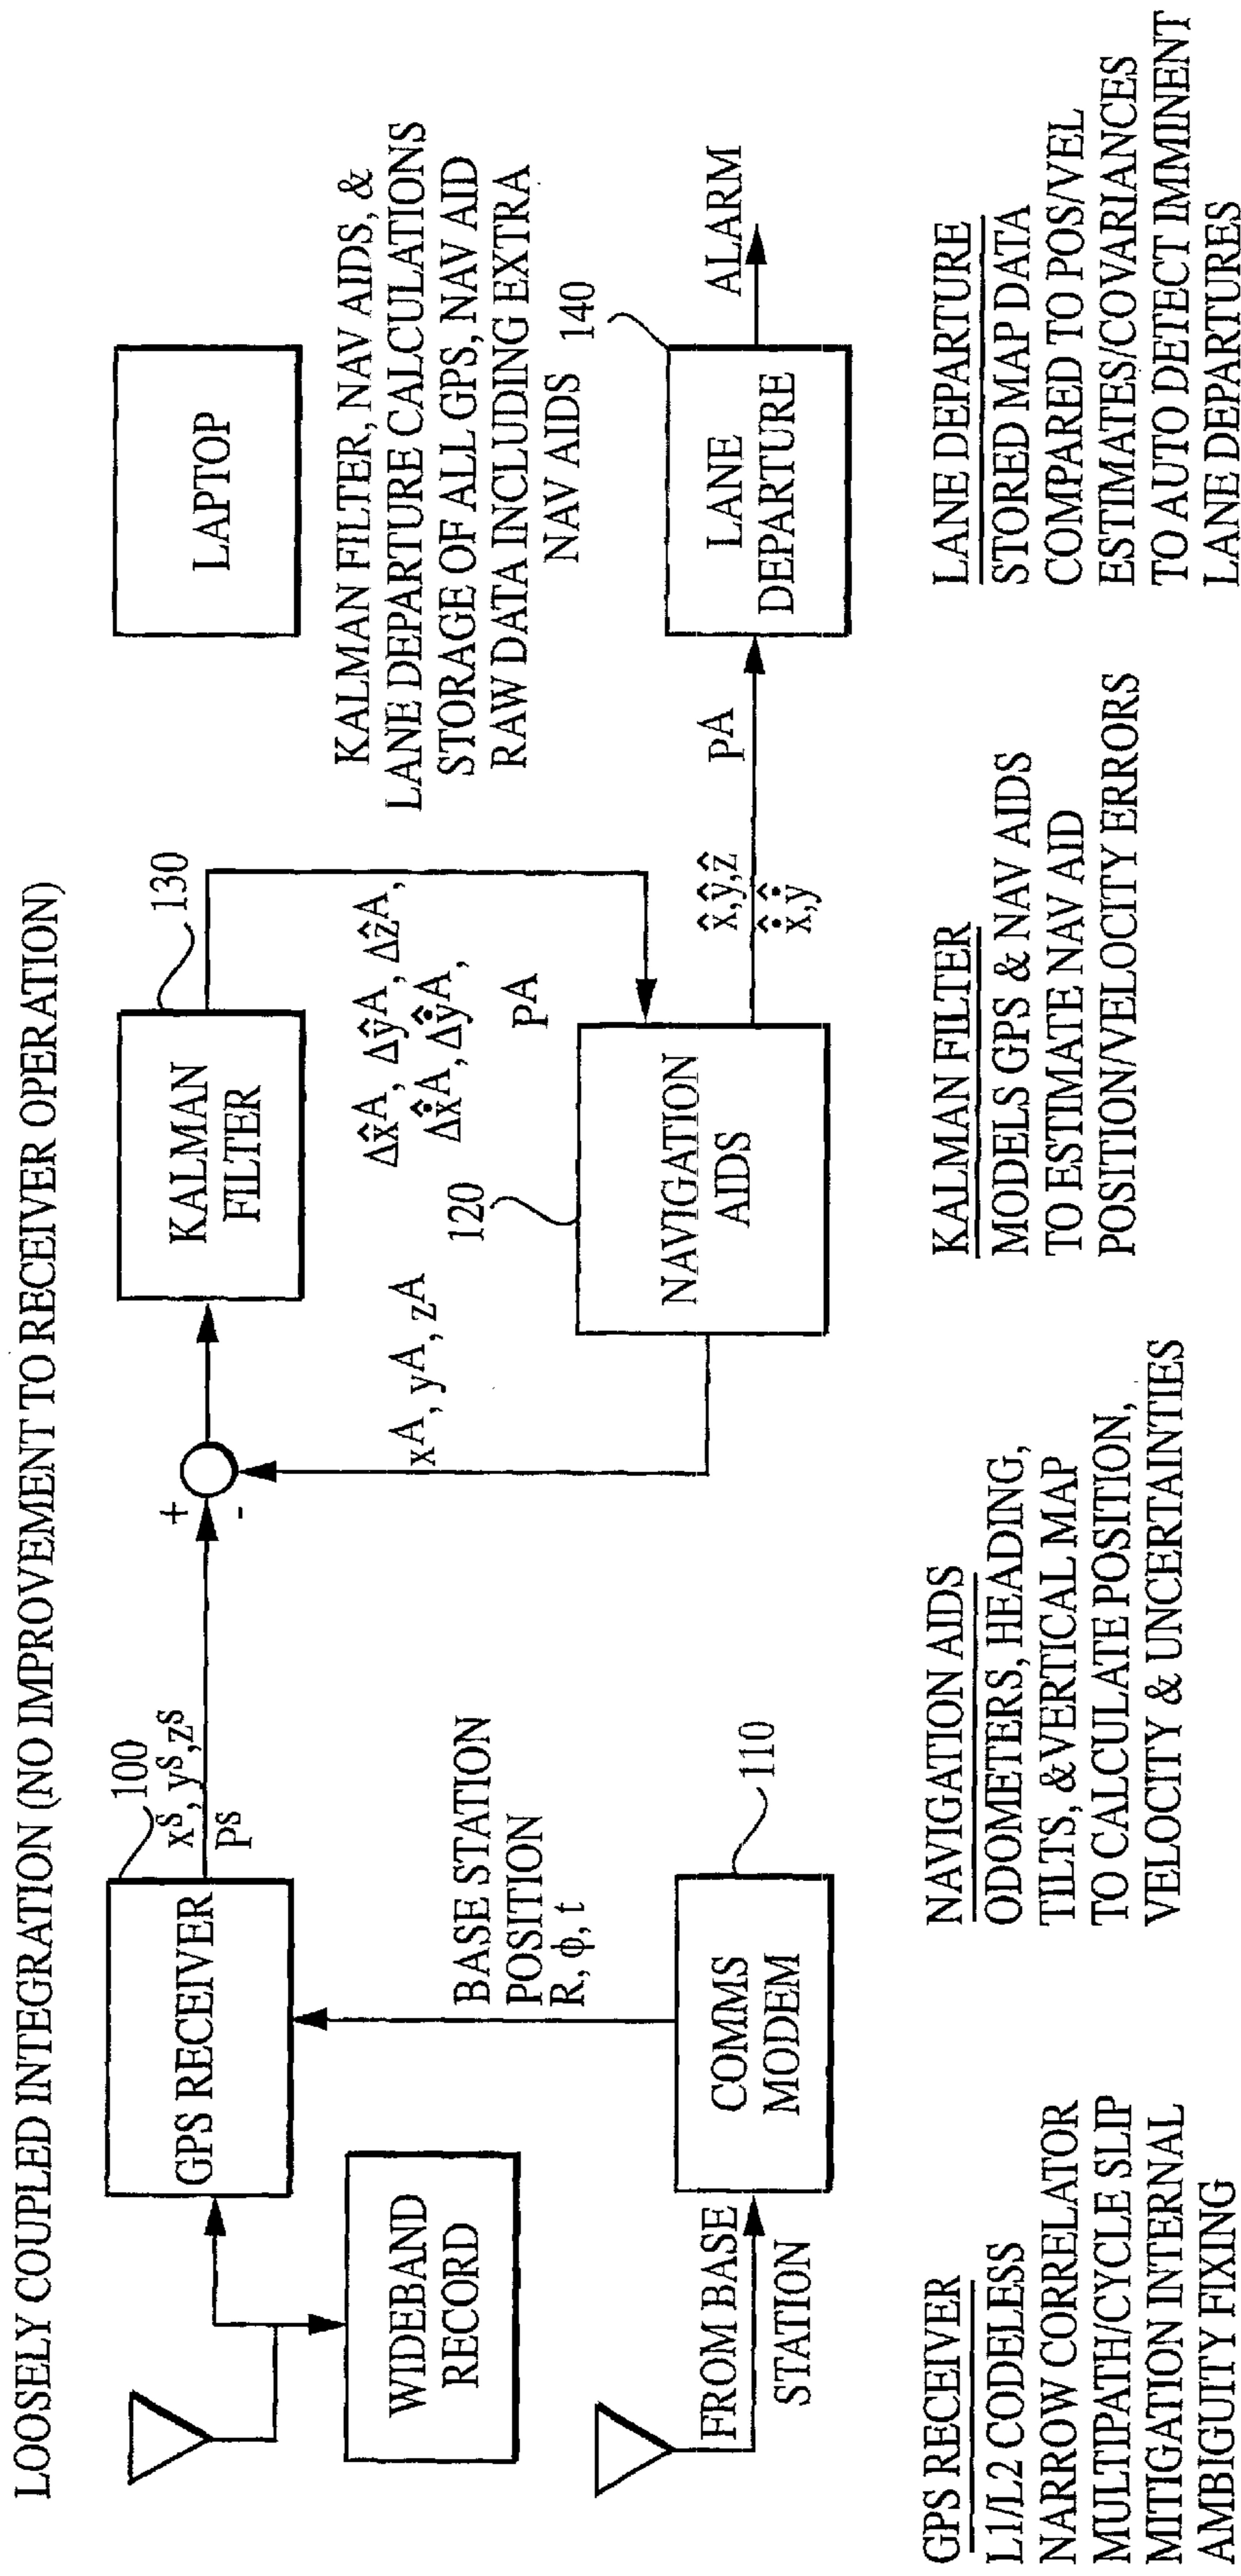 LOOSELY COUPLED INTEGRATION (NO IMPROVEMENT TO RECEIVER OPERATION)
GPS RECEIVER
100
xˢ, yˢ, zˢ
Pˢ
+
-
KALMAN
FILTER
130
LAPTOP
KALMAN FILTER, NAV AIDS, &
LANE DEPARTURE CALCULATIONS
STORAGE OF ALL GPS, NAV AID
RAW DATA INCLUDING EXTRA
NAV AIDS
WIDEBAND
RECORD
BASE STATION
POSITION
R, ϕ, t
xᴬ, yᴬ, zᴬ
Δx̂ᴬ, Δŷᴬ, Δẑᴬ,
Δẋ̂ᴬ, Δẏ̂ᴬ,
Pᴬ
FROM BASE
STATION
COMMS
MODEM
110
120
NAVIGATION
AIDS
x̂,ŷ,ẑ
ẋ̂,ẏ̂
Pᴬ
LANE
DEPARTURE
140
ALARM
GPS RECEIVER
L1/L2 CODELESS
NARROW CORRELATOR
MULTIPATH/CYCLE SLIP
MITIGATION INTERNAL
AMBIGUITY FIXING
NAVIGATION AIDS
ODOMETERS, HEADING,
TILTS, &VERTICAL MAP
TO CALCULATE POSITION,
VELOCITY & UNCERTAINTIES
KALMAN FILTER
MODELS GPS & NAV AIDS
TO ESTIMATE NAV AID
POSITION/VELOCITY ERRORS
LANE DEPARTURE
STORED MAP DATA
COMPARED TO POS/VEL
ESTIMATES/COVARIANCES
TO AUTO DETECT IMMINENT
LANE DEPARTURES